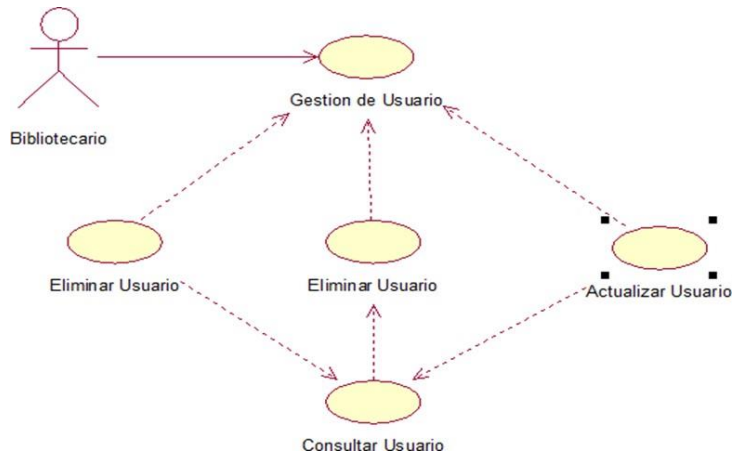 Gestion de Usuario
Bibliotecario
Eliminar Usuario
Eliminar Usuario
Actualizar Usuario
Consultar Usuario